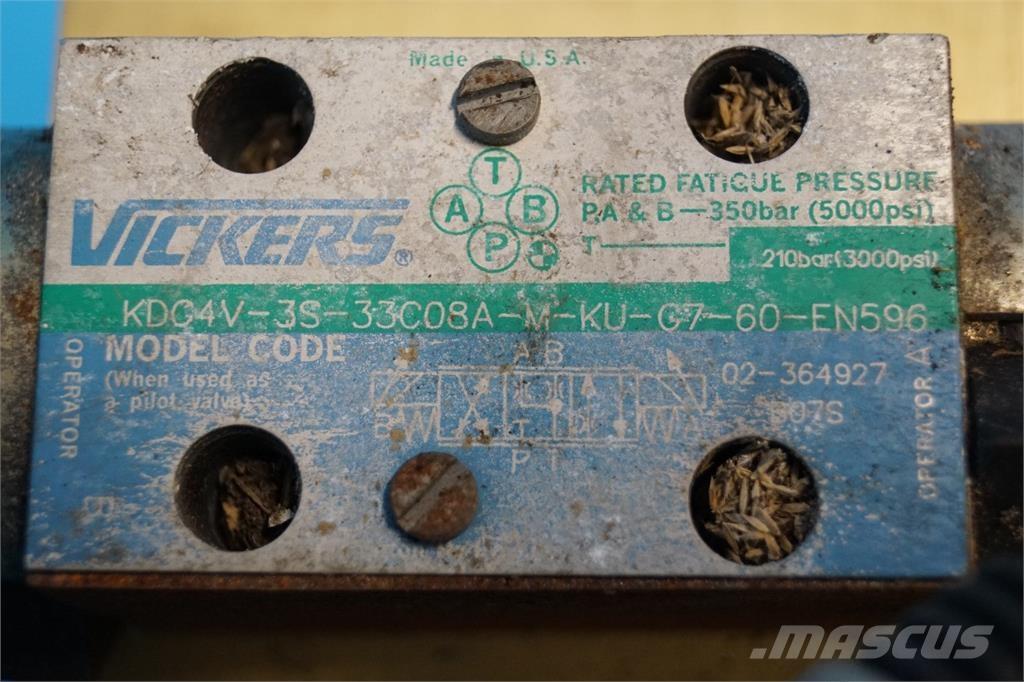 Made in U.S.A.
T
A B
P
VICKERS®
RATED FATIGUE PRESSURE
P.A & B—350bar (5000psi)
T
210bar(3000psi)
KDG4V-3S-33C08A-M-KU-G7-60-EN596
MODEL CODE
(When used as
a pilot valve)
OPERATOR
B
A B
B
T
A
P T
02-364927
B07S
OPERATOR A
MASCUS